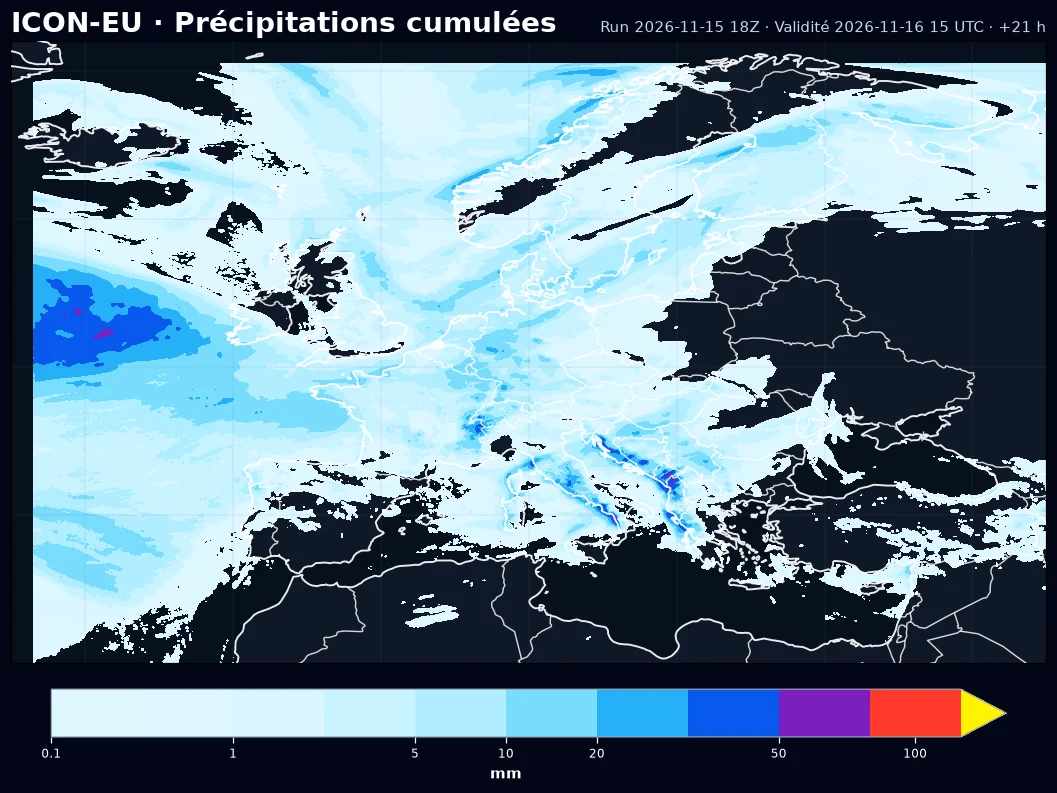 ICON-EU · Précipitations cumulées
Run 2026-11-15 18Z · Validité 2026-11-16 15 UTC · +21 h
0.1 1 5 10 20 50 100
mm